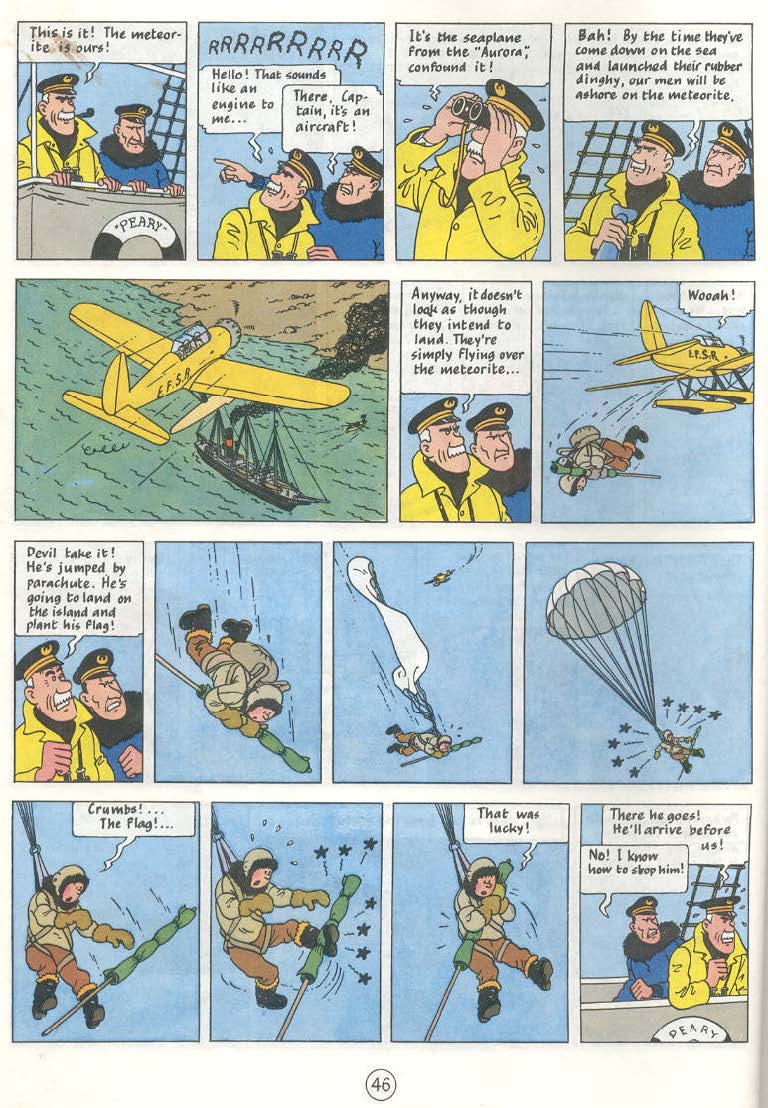 This is it! The meteor-
ite is ours!
"PEARY"
RRRRRRRRR
Hello! That sounds
like an
engine to
me...
There, Cap-
tain, it's an
aircraft!
It's the seaplane
from the "Aurora",
confound it!
Bah! By the time they've
come down on the sea
and launched their rubber
dinghy, our men will be
ashore on the meteorite.
E.F.S.R.
Anyway, it doesn't
look as though
they intend to
land. They're
simply flying over
the meteorite...
Wooah!
E.F.S.R.
Devil take it!
He's jumped by
parachute. He's
going to land on
the island and
plant his flag!
Crumbs!...
The flag!...
That was
lucky!
There he goes!
He'll arrive before
us!
No! I know
how to stop him!
PEARY
46